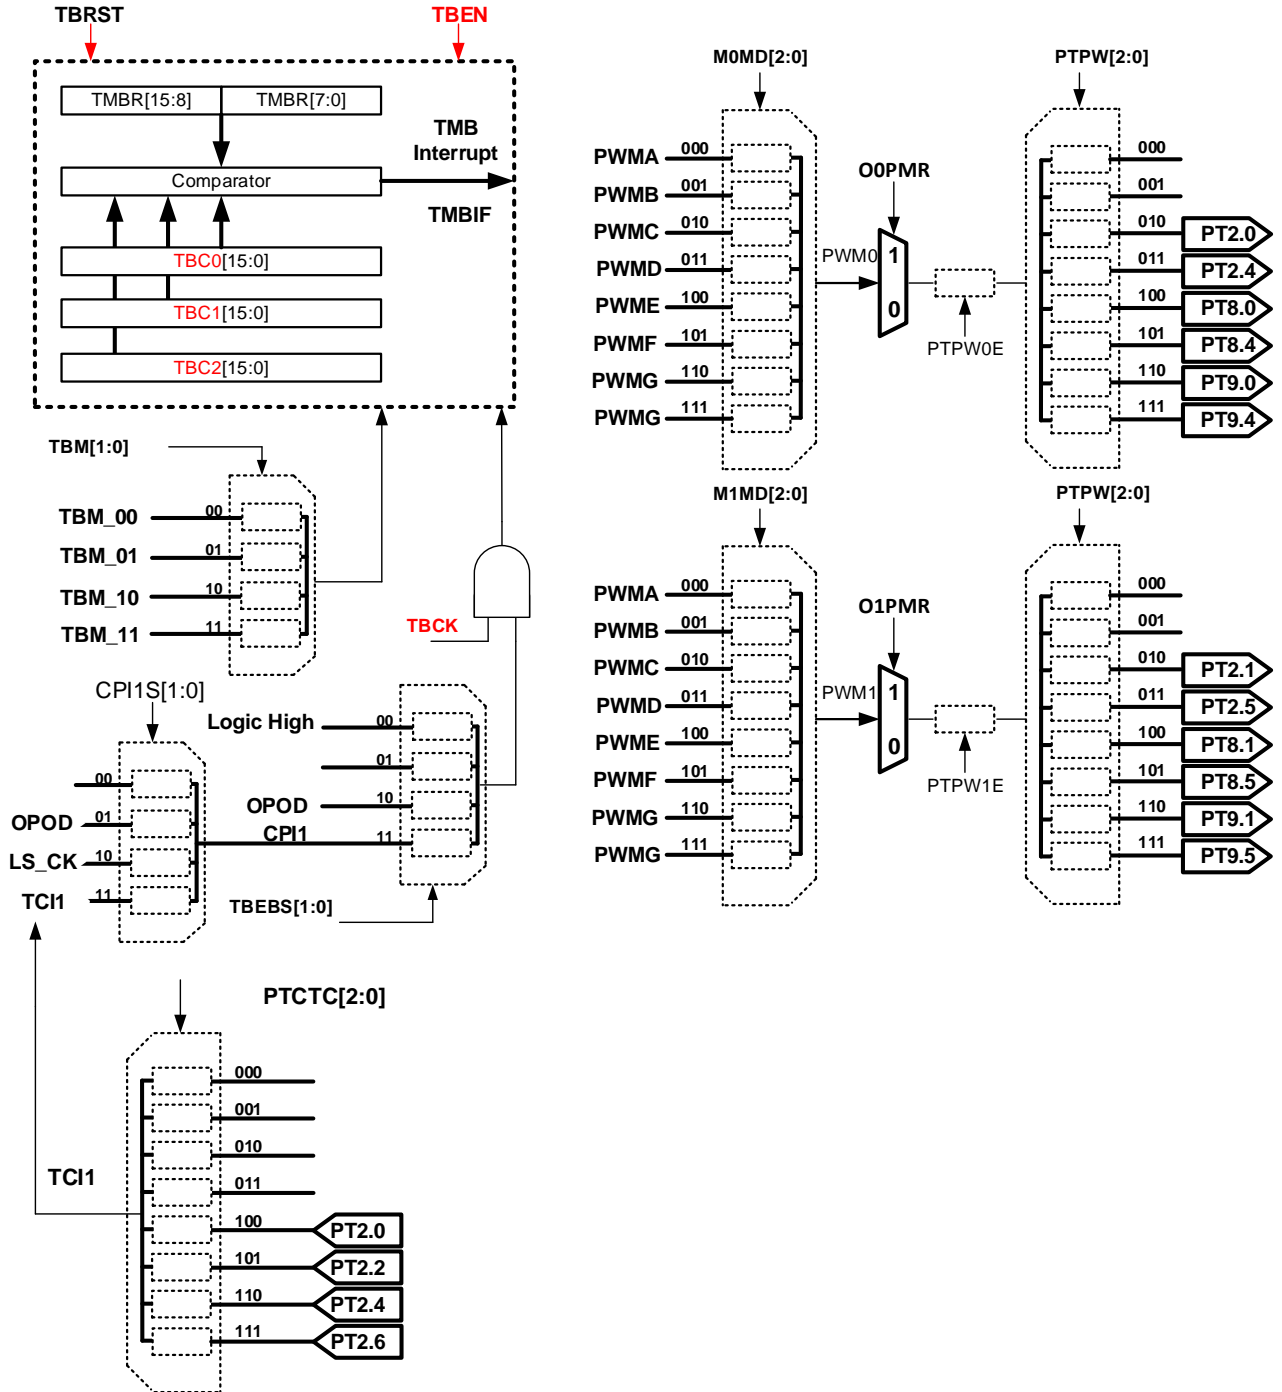 TBRST
TBEN
TMBR[15:8]
TMBR[7:0]
TMB
Interrupt
Comparator
TMBIF
TBC0[15:0]
TBC1[15:0]
TBC2[15:0]
TBM[1:0]
TBM_00
00
TBM_01
01
TBM_10
10
TBM_11
11
TBCK
CPI1S[1:0]
Logic High
00
01
OPOD
10
CPI1
11
00
OPOD
01
LS_CK
10
TCI1
11
TBEBS[1:0]
PTCTC[2:0]
TCI1
000
001
010
011
100
PT2.0
101
PT2.2
110
PT2.4
111
PT2.6
M0MD[2:0]
PWMA
000
PWMB
001
PWMC
010
PWMD
011
PWME
100
PWMF
101
PWMG
110
PWMG
111
O0PMR
PWM0
1
0
PTPW0E
PTPW[2:0]
000
001
010
PT2.0
011
PT2.4
100
PT8.0
101
PT8.4
110
PT9.0
111
PT9.4
M1MD[2:0]
PWMA
000
PWMB
001
PWMC
010
PWMD
011
PWME
100
PWMF
101
PWMG
110
PWMG
111
O1PMR
PWM1
1
0
PTPW1E
PTPW[2:0]
000
001
010
PT2.1
011
PT2.5
100
PT8.1
101
PT8.5
110
PT9.1
111
PT9.5